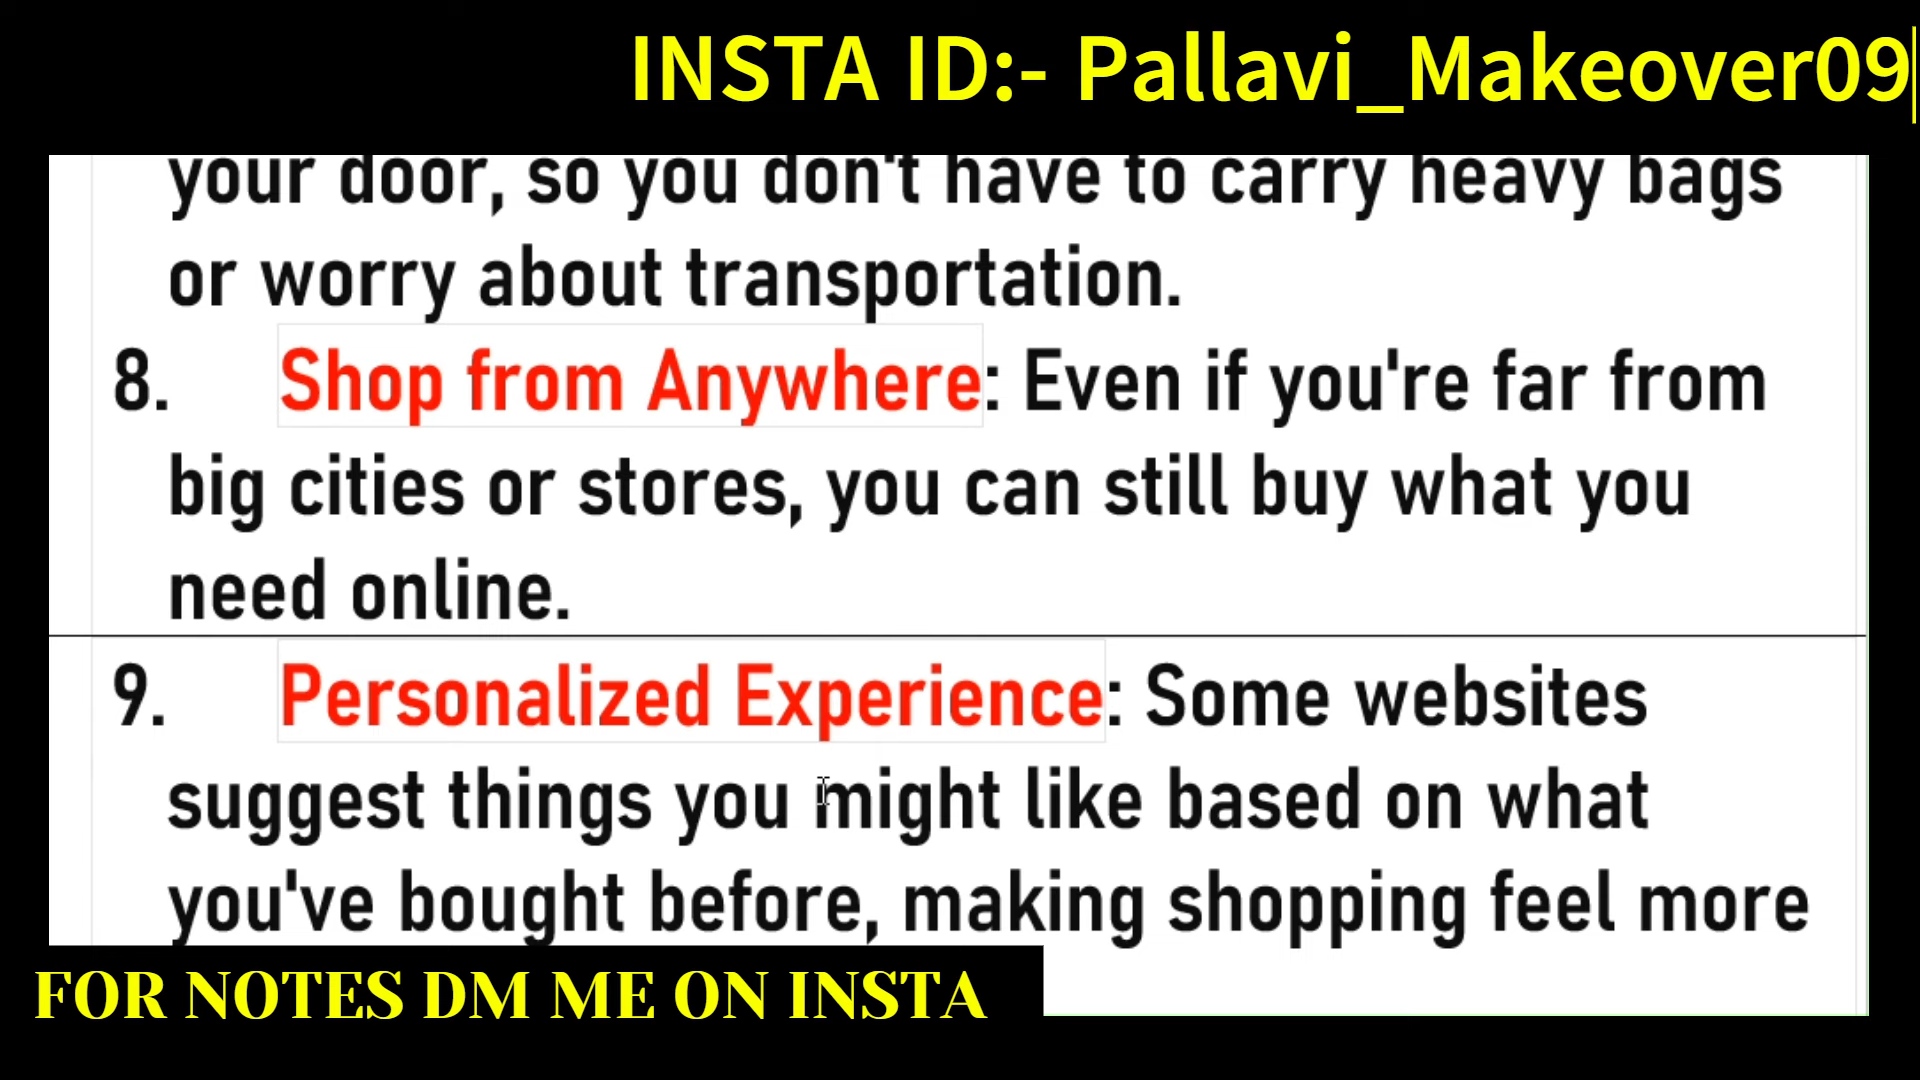 INSTA ID:- Pallavi_Makeover09
your door, so you don't have to carry heavy bags
or worry about transportation.
8. Shop from Anywhere: Even if you're far from
big cities or stores, you can still buy what you
need online.
9. Personalized Experience: Some websites
suggest things you might like based on what
you've bought before, making shopping feel more
FOR NOTES DM ME ON INSTA